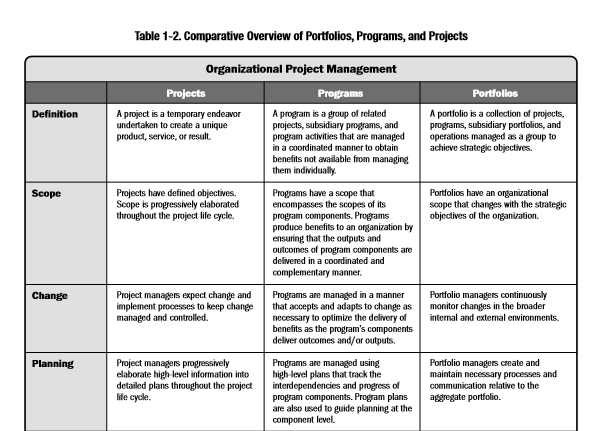 Table 1-2. Comparative Overview of Portfolios, Programs, and Projects
Organizational Project Management
Projects
Programs
Portfolios
Definition
A project is a temporary endeavor
undertaken to create a unique
product, service, or result.
A program is a group of related
projects, subsidiary programs, and
program activities that are managed
in a coordinated manner to obtain
benefits not available from managing
them individually.
A portfolio is a collection of projects,
programs, subsidiary portfolios, and
operations managed as a group to
achieve strategic objectives.
Scope
Projects have defined objectives.
Scope is progressively elaborated
throughout the project life cycle.
Programs have a scope that
encompasses the scopes of its
program components. Programs
produce benefits to an organization by
ensuring that the outputs and
outcomes of program components are
delivered in a coordinated and
complementary manner.
Portfolios have an organizational
scope that changes with the strategic
objectives of the organization.
Change
Project managers expect change and
implement processes to keep change
managed and controlled.
Programs are managed in a manner
that accepts and adapts to change as
necessary to optimize the delivery of
benefits as the program's components
deliver outcomes and/or outputs.
Portfolio managers continuously
monitor changes in the broader
internal and external environments.
Planning
Project managers progressively
elaborate high-level information into
detailed plans throughout the project
life cycle.
Programs are managed using
high-level plans that track the
interdependencies and progress of
program components. Program plans
are also used to guide planning at the
component level.
Portfolio managers create and
maintain necessary processes and
communication relative to the
aggregate portfolio.